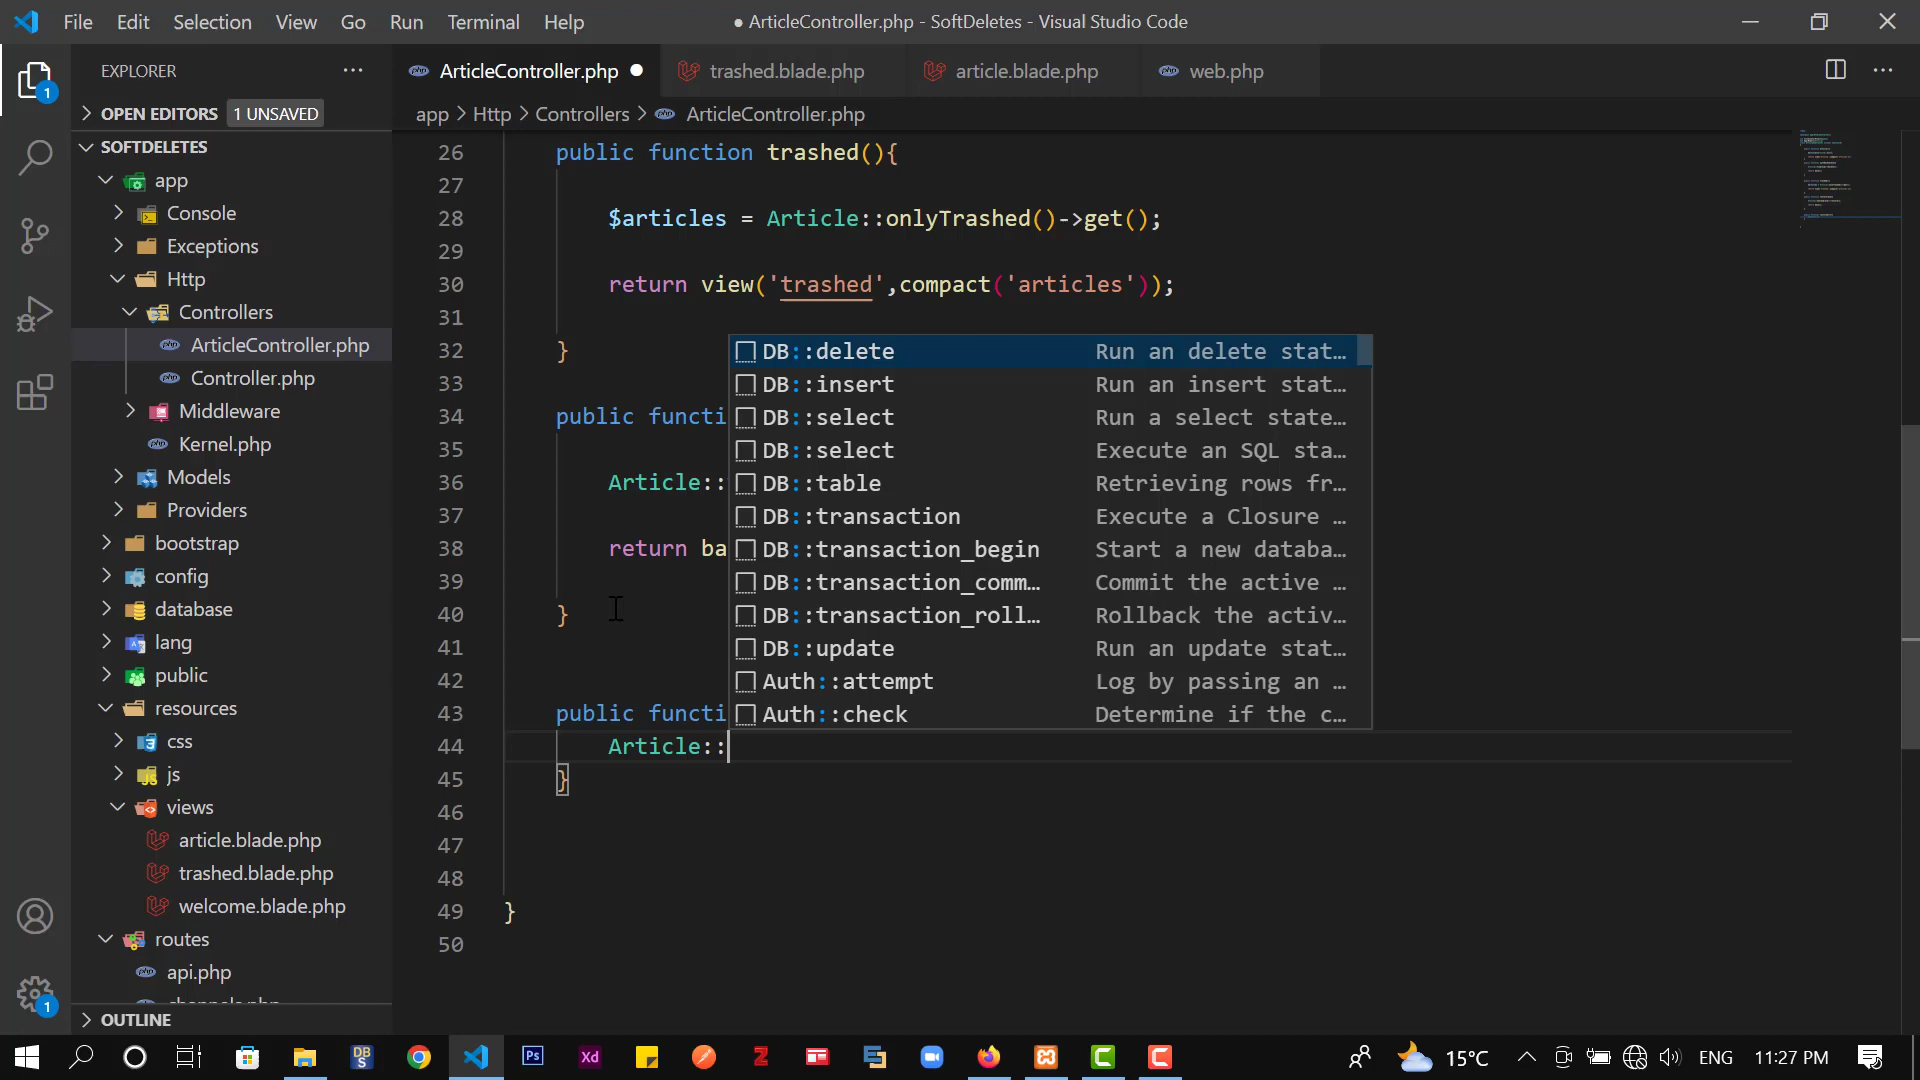 File Edit Selection View Go Run Terminal Help
● ArticleController.php - SoftDeletes - Visual Studio Code
EXPLORER
OPEN EDITORS 1 UNSAVED
SOFTDELETES
app
Console
Exceptions
Http
Controllers
ArticleController.php
Controller.php
Middleware
Kernel.php
Models
Providers
bootstrap
config
database
lang
public
resources
css
js
views
article.blade.php
trashed.blade.php
welcome.blade.php
routes
api.php
channels.php
OUTLINE
1
1
ArticleController.php ● trashed.blade.php article.blade.php web.php
app > Http > Controllers > ArticleController.php
26 public function trashed(){
27
28 $articles = Article::onlyTrashed()->get();
29
30 return view('trashed',compact('articles'));
31
32 }
33
34 public functi
35
36 Article::
37
38 return ba
39
40 }
41
42
43 public functi
44 Article::
45 }
46
47
48
49 }
50
DB::delete Run an delete stat…
DB::insert Run an insert stat…
DB::select Run a select state…
DB::select Execute an SQL sta…
DB::table Retrieving rows fr…
DB::transaction Execute a Closure …
DB::transaction_begin Start a new databa…
DB::transaction_comm… Commit the active …
DB::transaction_roll… Rollback the activ…
DB::update Run an update stat…
Auth::attempt Log by passing an …
Auth::check Determine if the c…
DBS Ps Xd Z
15°C ENG 11:27 PM